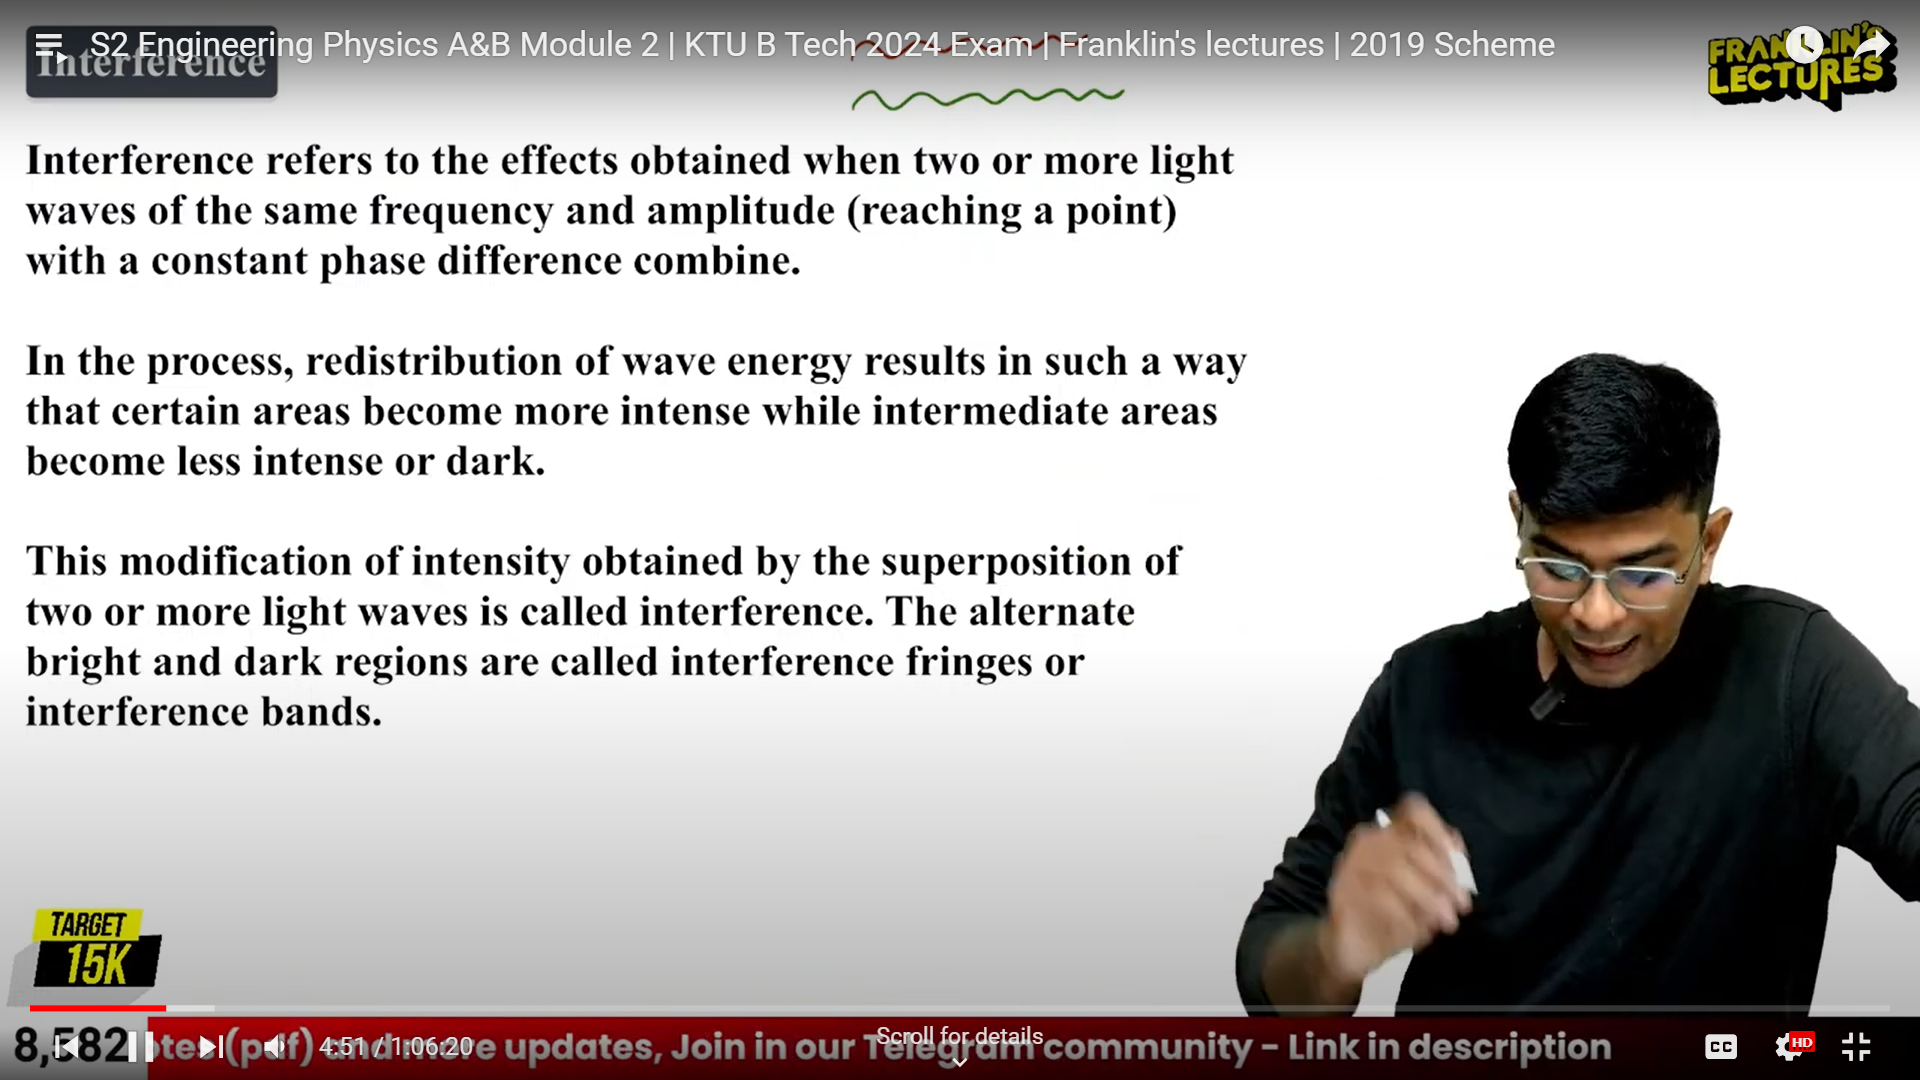 S2 Engineering Physics A&B Module 2 | KTU B Tech 2024 Exam | Franklin's lectures | 2019 Scheme
Interference
FRANKLIN'S
LECTURES
Interference refers to the effects obtained when two or more light
waves of the same frequency and amplitude (reaching a point)
with a constant phase difference combine.
In the process, redistribution of wave energy results in such a way
that certain areas become more intense while intermediate areas
become less intense or dark.
This modification of intensity obtained by the superposition of
two or more light waves is called interference. The alternate
bright and dark regions are called interference fringes or
interference bands.
TARGET
15K
Scroll for details
8,582
(pdf) and more updates, Join in our Telegram community - Link in description
4:51 / 1:06:20
CC
HD